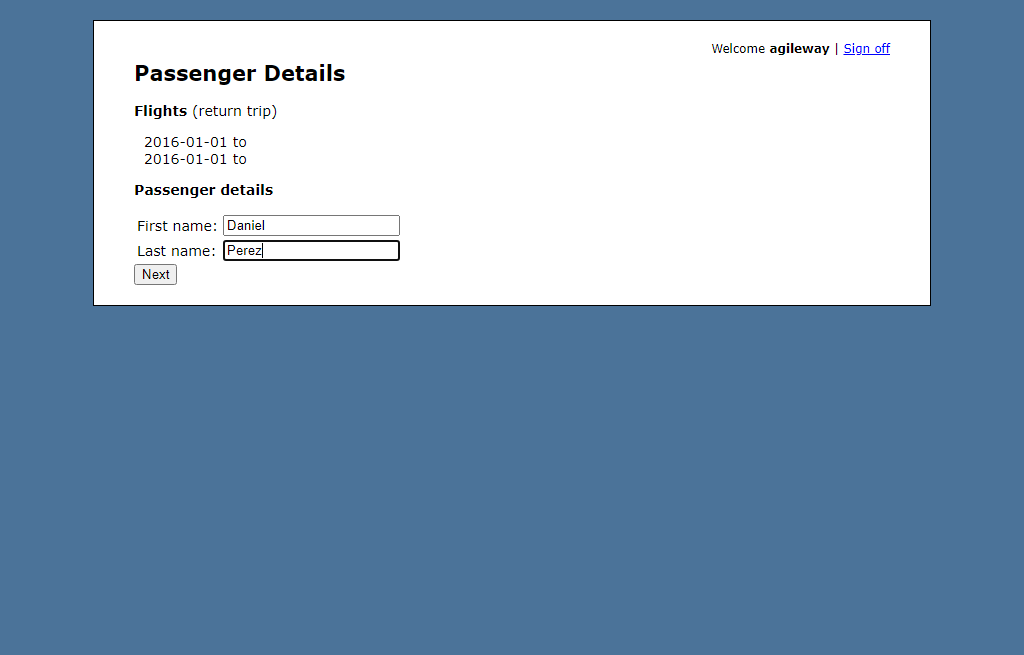 Welcome agileway | Sign off
Passenger Details
Flights (return trip)
2016-01-01 to
2016-01-01 to
Passenger details
First name: Daniel
Last name: Perez
Next